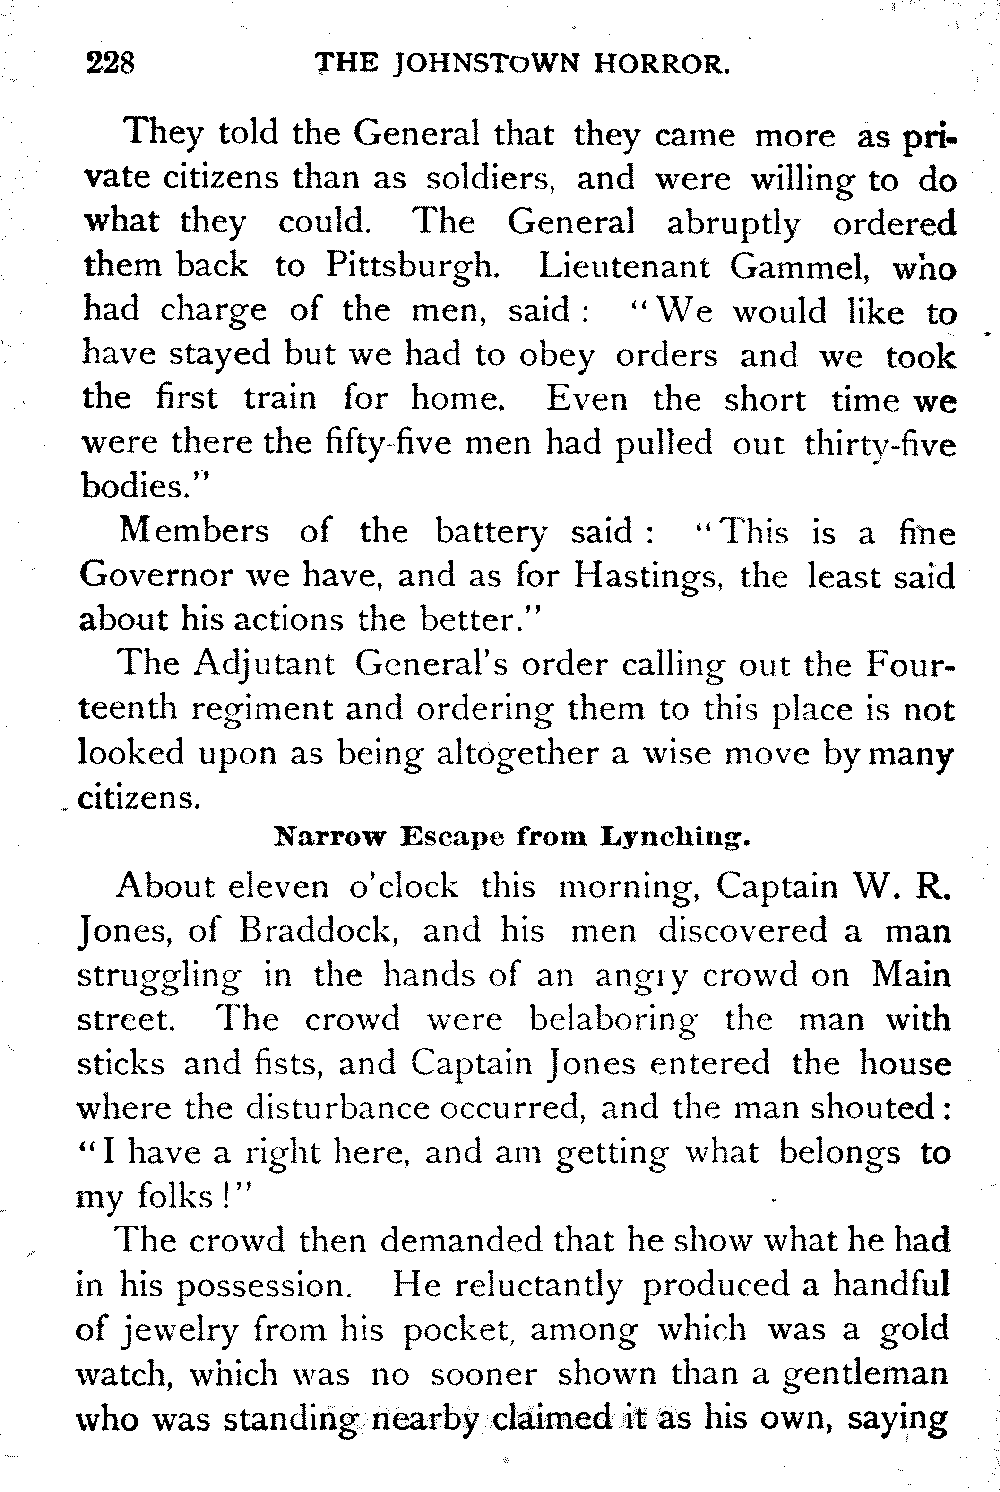 228 THE JOHNSTOWN HORROR.
They told the General that they came more as pri-
vate citizens than as soldiers, and were willing to do
what they could. The General abruptly ordered
them back to Pittsburgh. Lieutenant Gammel, who
had charge of the men, said : "We would like to
have stayed but we had to obey orders and we took
the first train for home. Even the short time we
were there the fifty-five men had pulled out thirty-five
bodies."
Members of the battery said : "This is a fine
Governor we have, and as for Hastings, the least said
about his actions the better."
The Adjutant General's order calling out the Four-
teenth regiment and ordering them to this place is not
looked upon as being altogether a wise move by many
citizens.
Narrow Escape from Lynching.
About eleven o'clock this morning, Captain W. R.
Jones, of Braddock, and his men discovered a man
struggling in the hands of an angry crowd on Main
street. The crowd were belaboring the man with
sticks and fists, and Captain Jones entered the house
where the disturbance occurred, and the man shouted :
"I have a right here, and am getting what belongs to
my folks !"
The crowd then demanded that he show what he had
in his possession. He reluctantly produced a handful
of jewelry from his pocket, among which was a gold
watch, which was no sooner shown than a gentleman
who was standing nearby claimed it as his own, saying